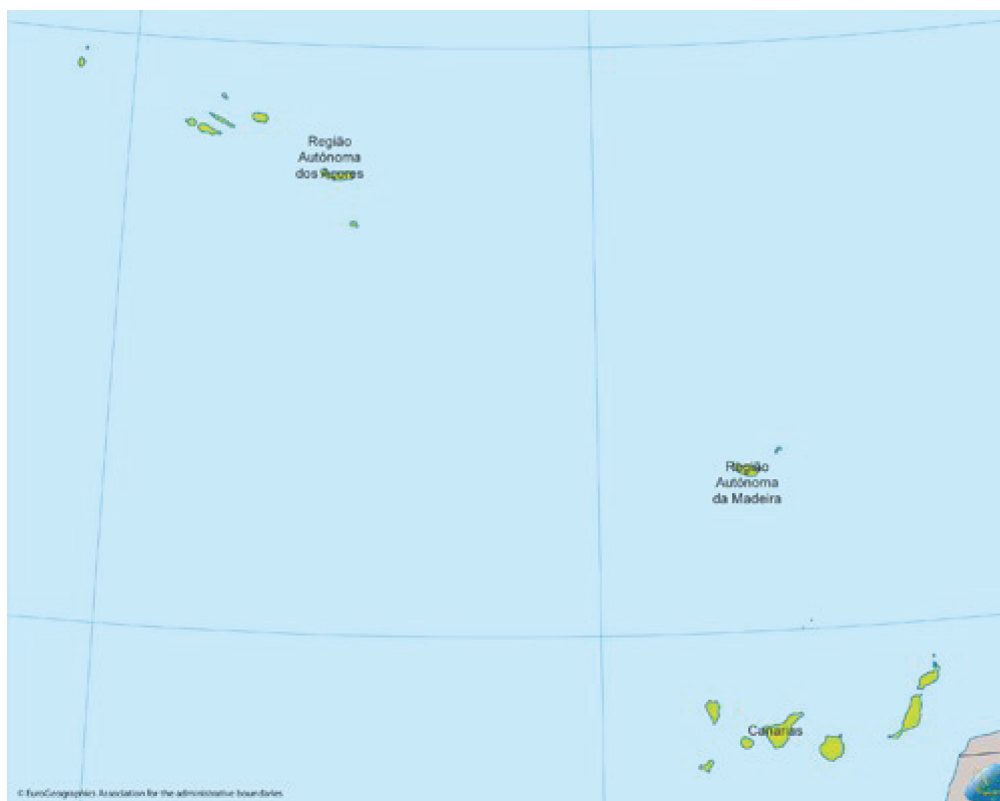 Região
Autónoma
dos Açores
Região
Autónoma
da Madeira
Canarias
© EuroGeographics Association for the administrative boundaries